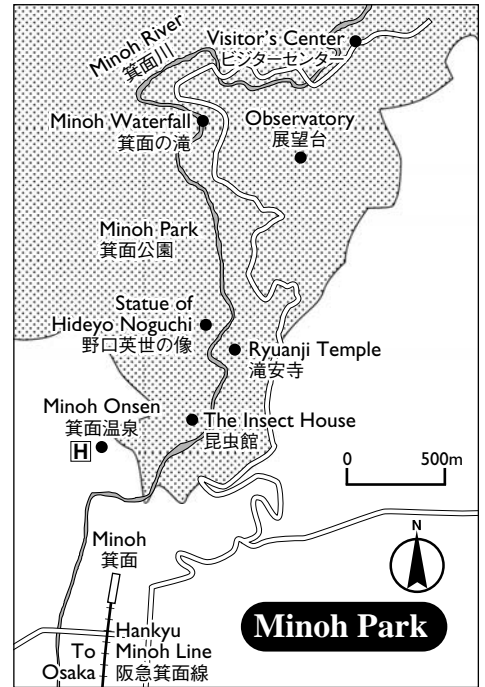 Minoh River
箕面川
Visitor's Center
ビジターセンター
Minoh Waterfall
箕面の滝
Observatory
展望台
Minoh Park
箕面公園
Statue of
Hideyo Noguchi
野口英世の像
Ryuanji Temple
滝安寺
Minoh Onsen
箕面温泉
H
The Insect House
昆虫館
0 500m
Minoh
箕面
N
Minoh Park
To
Osaka
Hankyu
Minoh Line
阪急箕面線